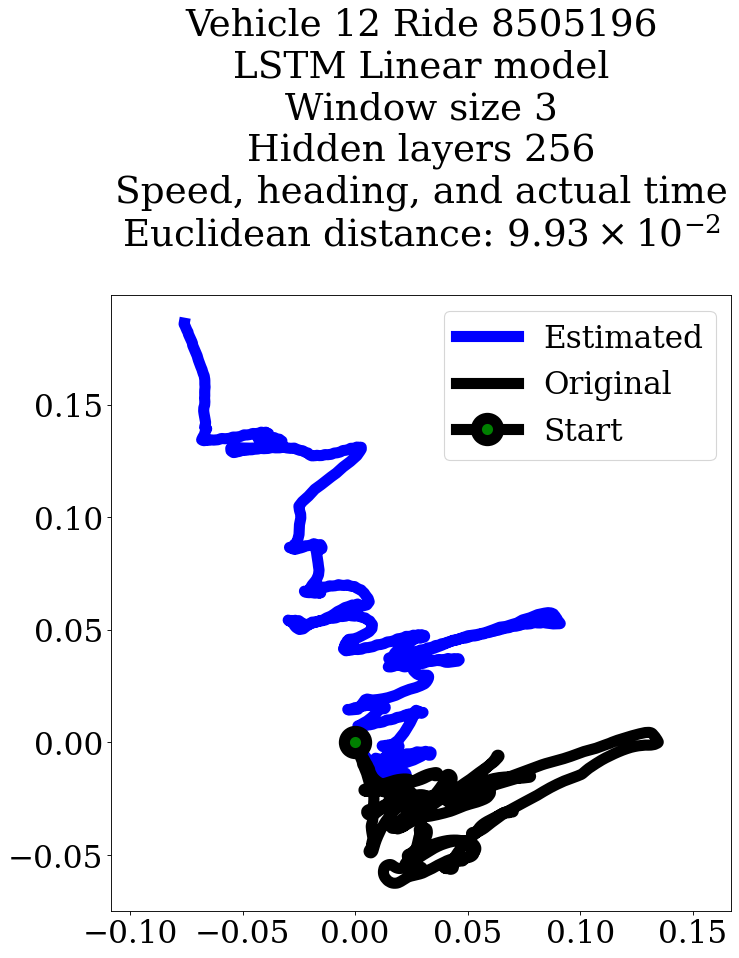 Vehicle 12 Ride 8505196
LSTM Linear model
Window size 3
Hidden layers 256
Speed, heading, and actual time
Euclidean distance: 9.93 × 10⁻²
Estimated
Original
Start
0.15
0.10
0.05
0.00
−0.05
−0.10 −0.05 0.00 0.05 0.10 0.15